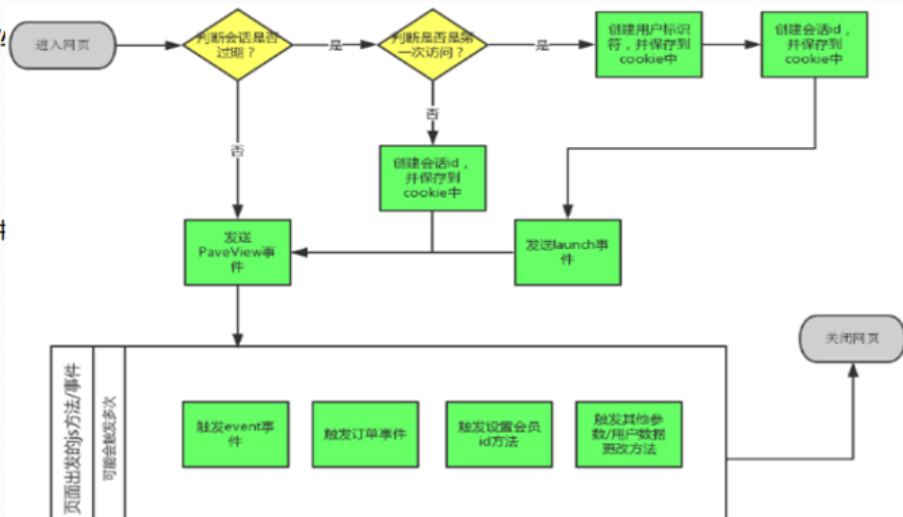 进入网页
判断会话是否
过期？
是
判断是否是第
一次访问？
是
创建用户标识
符，并保存到
cookie中
创建会话id，
并保存到
cookie中
否
否
创建会话id，
并保存到
cookie中
发送
PaveView事
件
发送launch事
件
关闭网页
页面出发的js方法/事件
可能会触发多次
触发event事
件
触发订单事件
触发设置会员
id方法
触发其他参
数/用户数据
更改方法